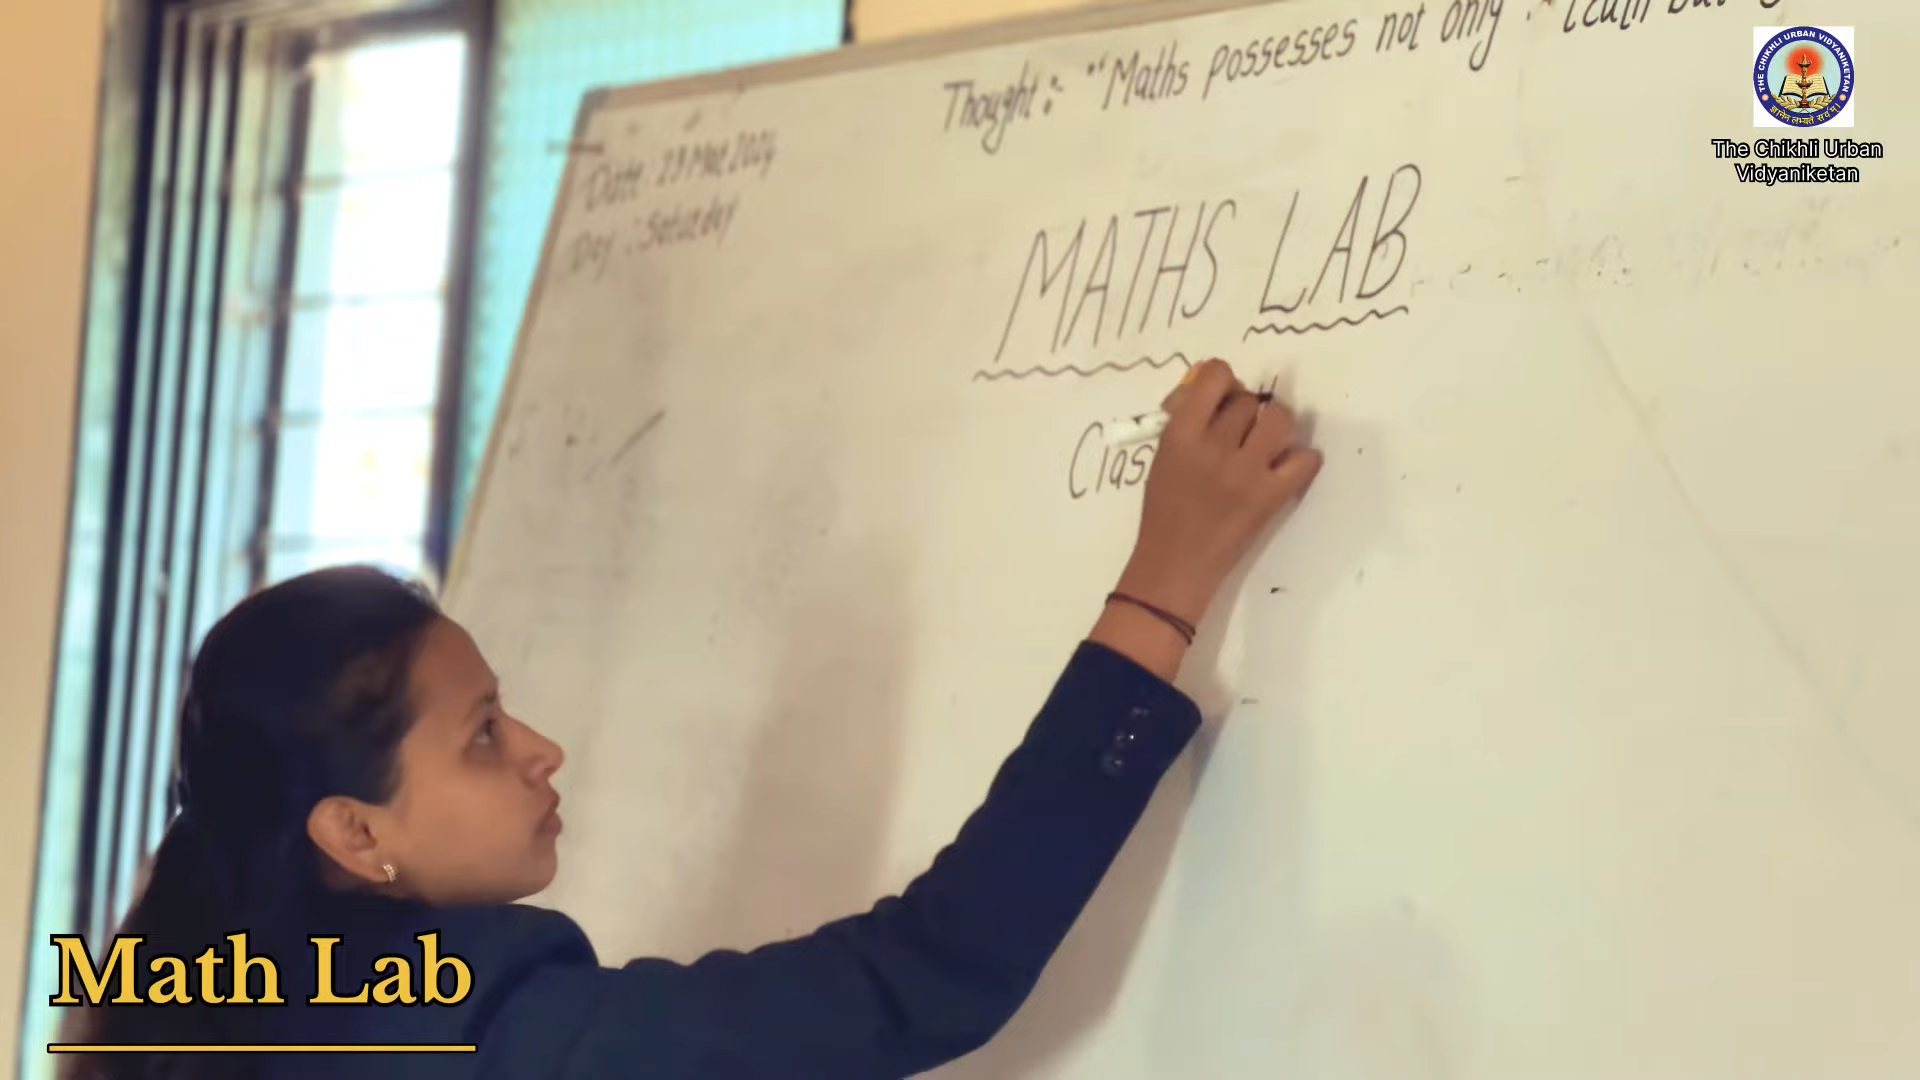 Thought :- "Maths possesses not only
Date : 23 Mar 2024
Day : Saturday
MATHS LAB
Class
THE CHIKHLI URBAN VIDYANIKETAN
The Chikhli Urban
Vidyaniketan
Math Lab